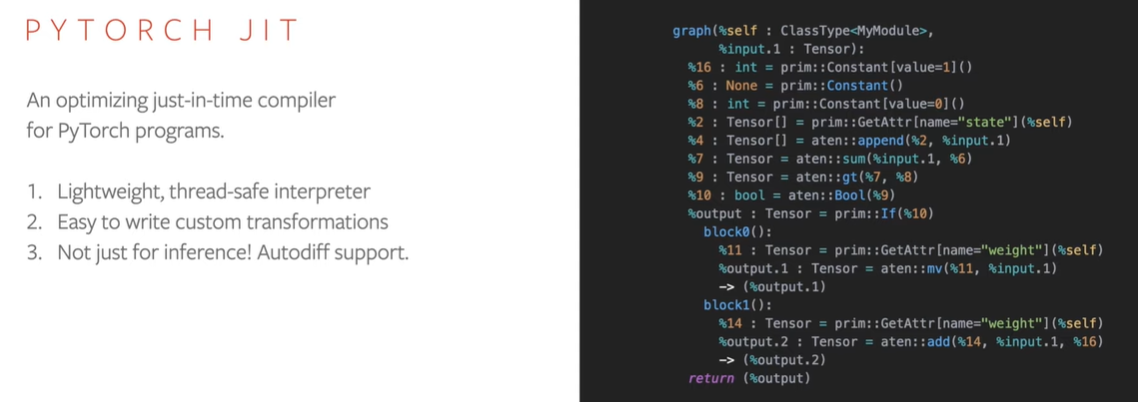 PYTORCH JIT
An optimizing just-in-time compiler
for PyTorch programs.
1. Lightweight, thread-safe interpreter
2. Easy to write custom transformations
3. Not just for inference! Autodiff support.
graph(%self : ClassType<MyModule>,
      %input.1 : Tensor):
  %16 : int = prim::Constant[value=1]()
  %6 : None = prim::Constant()
  %8 : int = prim::Constant[value=0]()
  %2 : Tensor[] = prim::GetAttr[name="state"](%self)
  %4 : Tensor[] = aten::append(%2, %input.1)
  %7 : Tensor = aten::sum(%input.1, %6)
  %9 : Tensor = aten::gt(%7, %8)
  %10 : bool = aten::Bool(%9)
  %output : Tensor = prim::If(%10)
    block0():
      %11 : Tensor = prim::GetAttr[name="weight"](%self)
      %output.1 : Tensor = aten::mv(%11, %input.1)
      -> (%output.1)
    block1():
      %14 : Tensor = prim::GetAttr[name="weight"](%self)
      %output.2 : Tensor = aten::add(%14, %input.1, %16)
      -> (%output.2)
  return (%output)